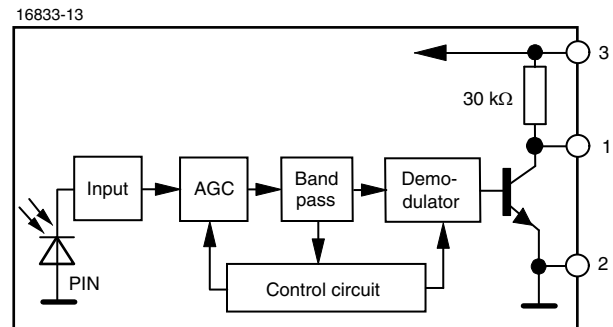 16833-13
3
30 kΩ
1
Input
AGC
Band
pass
Demo-
dulator
2
PIN
Control circuit